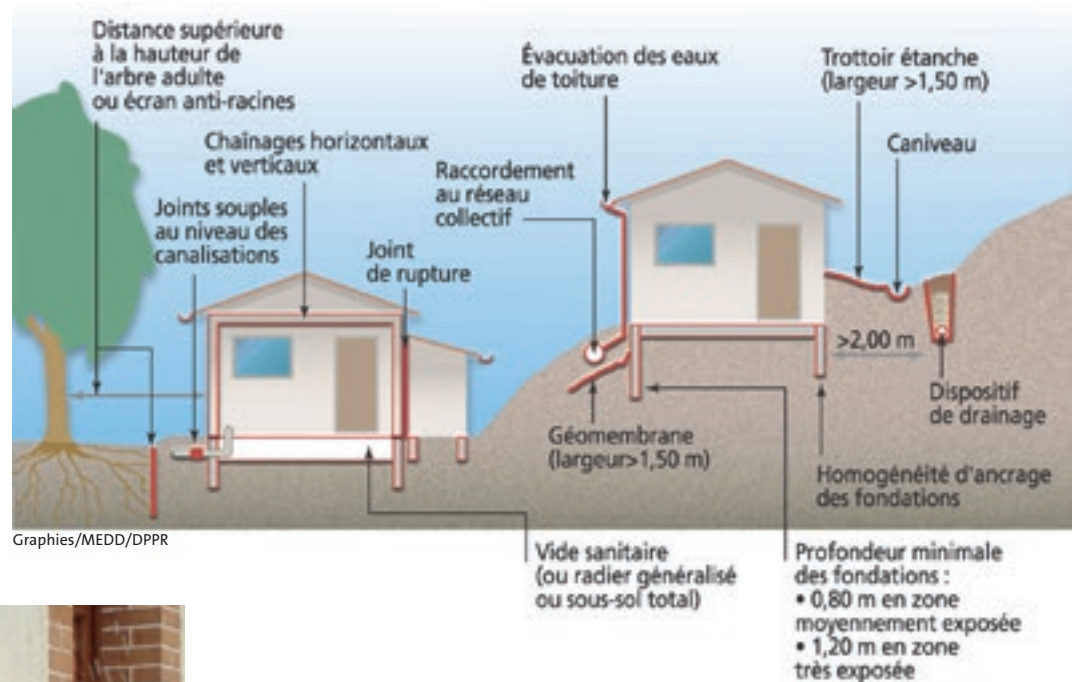 Distance supérieure
à la hauteur de
l'arbre adulte
ou écran anti-racines
Chaînages horizontaux
et verticaux
Joints souples
au niveau des
canalisations
Joint
de rupture
Évacuation des eaux
de toiture
Raccordement
au réseau
collectif
Trottoir étanche
(largeur >1,50 m)
Caniveau
>2,00 m
Dispositif
de drainage
Géomembrane
(largeur>1,50 m)
Homogénéité d'ancrage
des fondations
Graphies/MEDD/DPPR
Vide sanitaire
(ou radier généralisé
ou sous-sol total)
Profondeur minimale
des fondations :
• 0,80 m en zone
moyennement exposée
• 1,20 m en zone
très exposée